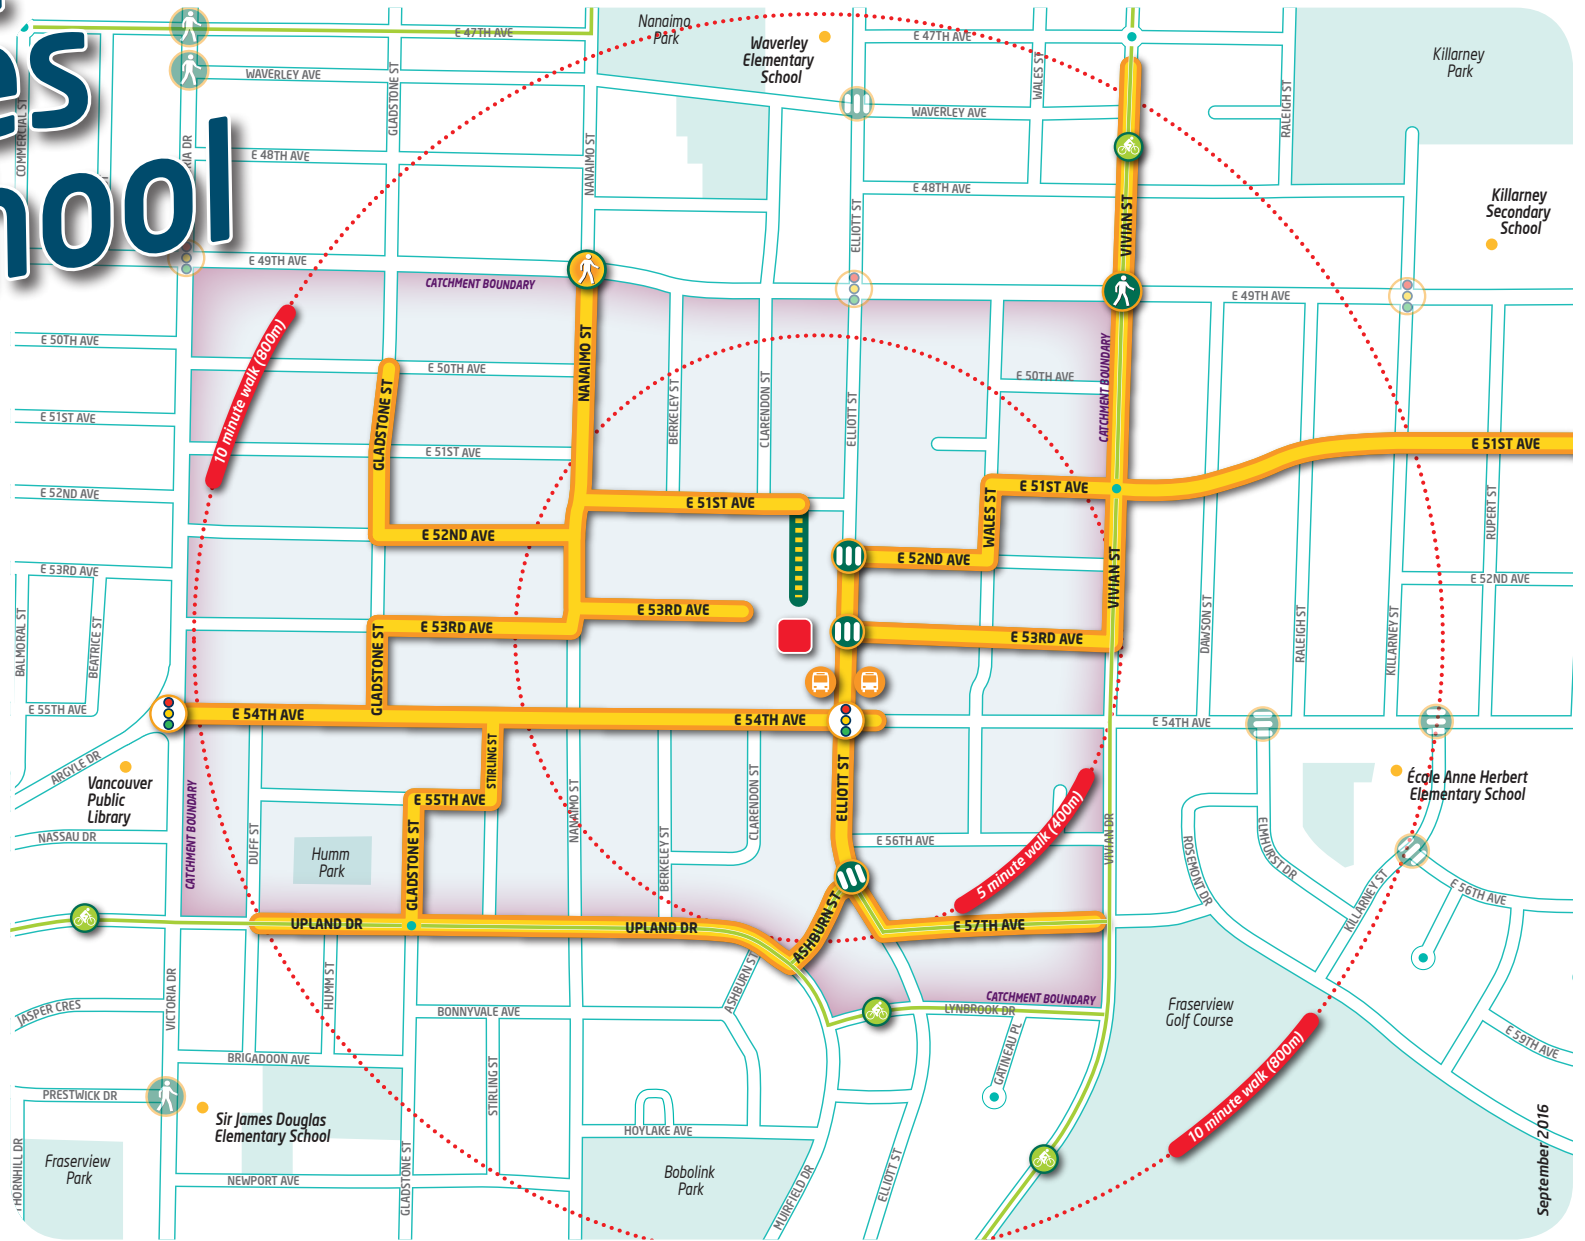 es
hool
E 47TH AVE
Nanaimo
Park
Waverley
Elementary
School
E 47TH AVE
Killarney
Park
WAVERLEY AVE
GLADSTONE ST
WALES ST
COMMERCIAL ST
WAVERLEY AVE
RALEIGH ST
E 48TH AVE
NANAIMO ST
RIA DR
E 48TH AVE
Killarney
Secondary
School
ELLIOTT ST
VIVIAN ST
E 49TH AVE
CATCHMENT BOUNDARY
E 49TH AVE
E 50TH AVE
10 minute walk (800m)
E 50TH AVE
NANAIMO ST
E 50TH AVE
CATCHMENT BOUNDARY
GLADSTONE ST
BERKELEY ST
CLARENDON ST
ELLIOTT ST
E 51ST AVE
E 51ST AVE
E 51ST AVE
E 52ND AVE
E 51ST AVE
E 51ST AVE
WALES ST
RUPERT ST
E 52ND AVE
E 52ND AVE
E 53RD AVE
VIVIAN ST
E 52ND AVE
BALMORAL ST
BEATRICE ST
E 53RD AVE
E 53RD AVE
E 53RD AVE
DAWSON ST
RALEIGH ST
KILLARNEY ST
GLADSTONE ST
E 55TH AVE
E 54TH AVE
E 54TH AVE
E 54TH AVE
ARGYLE DR
STIRLING ST
Vancouver
Public
Library
CATCHMENT BOUNDARY
E 55TH AVE
NANAIMO ST
CLARENDON ST
ELLIOTT ST
5 minute walk (400m)
École Anne Herbert
Elementary School
NASSAU DR
DUFF ST
Humm
Park
GLADSTONE ST
BERKELEY ST
E 56TH AVE
VIVIAN DR
ROSEMONT DR
ELMHURST DR
KILLARNEY ST
E 56TH AVE
UPLAND DR
UPLAND DR
ASHBURN ST
E 57TH AVE
VICTORIA DR
HUMM ST
ASHBURN ST
CATCHMENT BOUNDARY
LYNBROOK DR
Fraserview
Golf Course
JASPER CRES
BONNYVALE AVE
GATINEAU PL
E 59TH AVE
BRIGADOON AVE
STIRLING ST
10 minute walk (800m)
PRESTWICK DR
Sir James Douglas
Elementary School
HOYLAKE AVE
HORNHILL DR
Fraserview
Park
GLADSTONE ST
Bobolink
Park
MUIRFIELD DR
ELLIOTT ST
NEWPORT AVE
September 2016